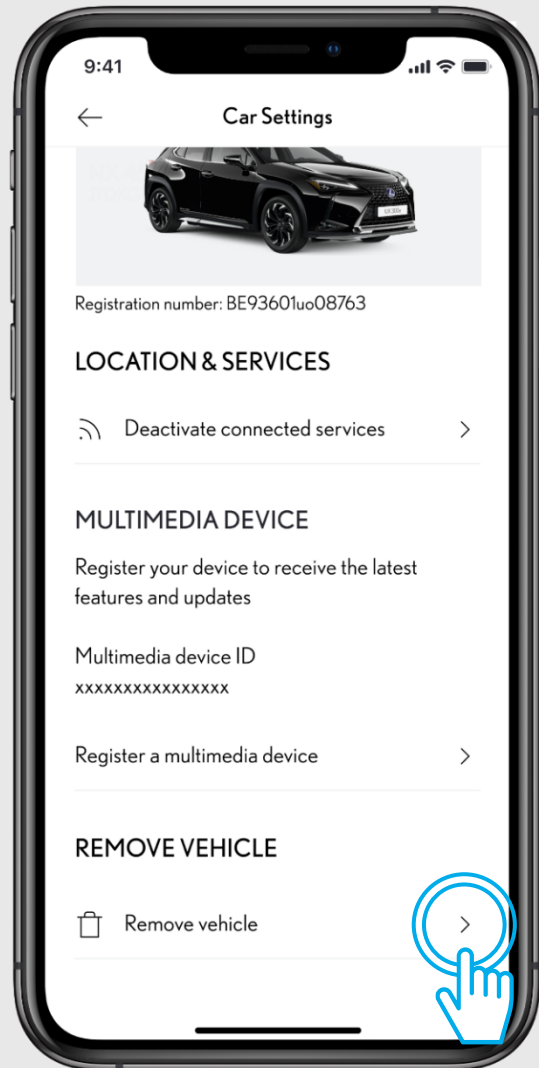 9:41
Car Settings
Registration number: BE93601uo08763
LOCATION & SERVICES
Deactivate connected services
MULTIMEDIA DEVICE
Register your device to receive the latest
features and updates
Multimedia device ID
xxxxxxxxxxxxxxxx
Register a multimedia device
REMOVE VEHICLE
Remove vehicle